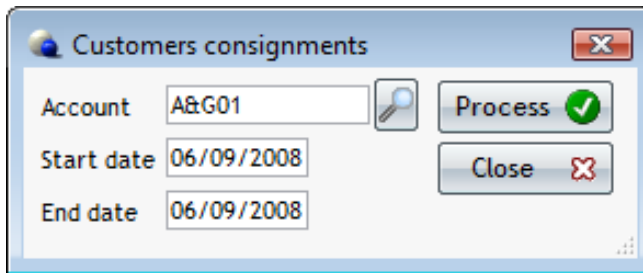 Customers consignments
Account A&G01 Process
Start date 06/09/2008 Close
End date 06/09/2008